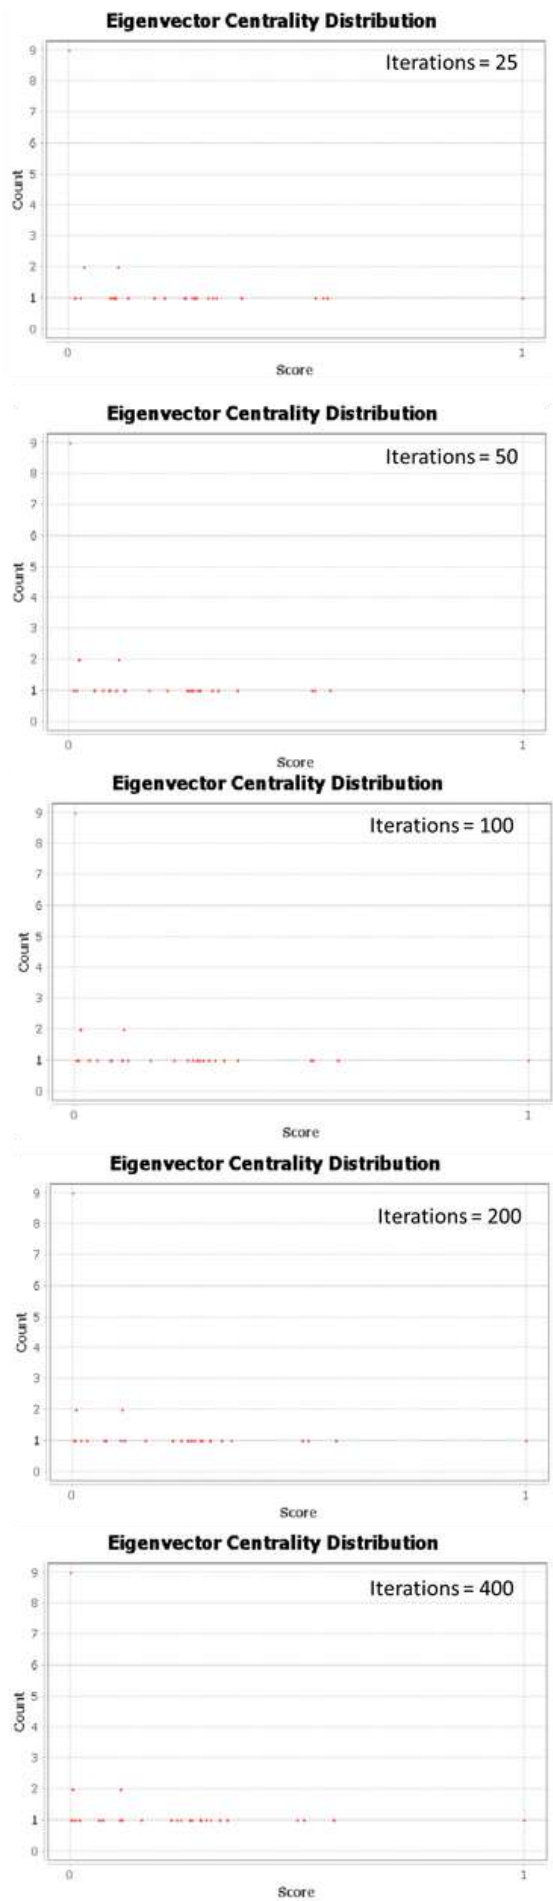 Eigenvector Centrality Distribution
Iterations = 25
9
8
7
6
5
4
3
2
1
0
Count
0 1
Score
Eigenvector Centrality Distribution
Iterations = 50
9
8
7
6
5
4
3
2
1
0
Count
0 1
Score
Eigenvector Centrality Distribution
Iterations = 100
9
8
7
6
5
4
3
2
1
0
Count
0 1
Score
Eigenvector Centrality Distribution
Iterations = 200
9
8
7
6
5
4
3
2
1
0
Count
0 1
Score
Eigenvector Centrality Distribution
Iterations = 400
9
8
7
6
5
4
3
2
1
0
Count
0 1
Score